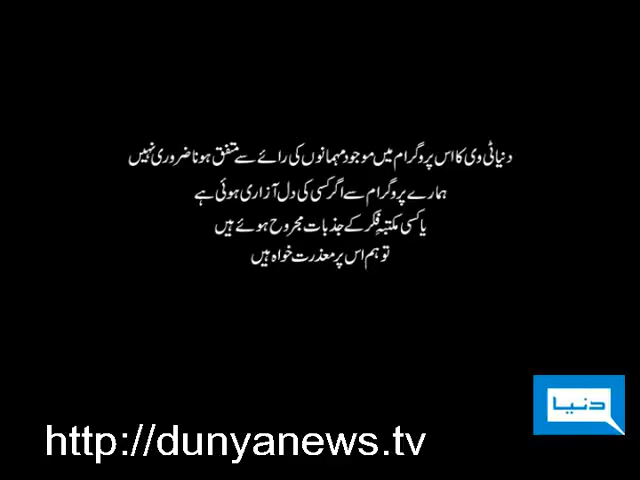 دنیا ٹی وی کا اس پروگرام میں موجود مہمانوں کی رائے سے متفق ہونا ضروری نہیں
ہمارے پروگرام سے اگر کسی کی دل آزاری ہوئی ہے
یا کسی مکتبہِ فکر کے جذبات مجروح ہوئے ہیں
تو ہم اس پر معذرت خواہ ہیں
دنیا
http://dunyanews.tv